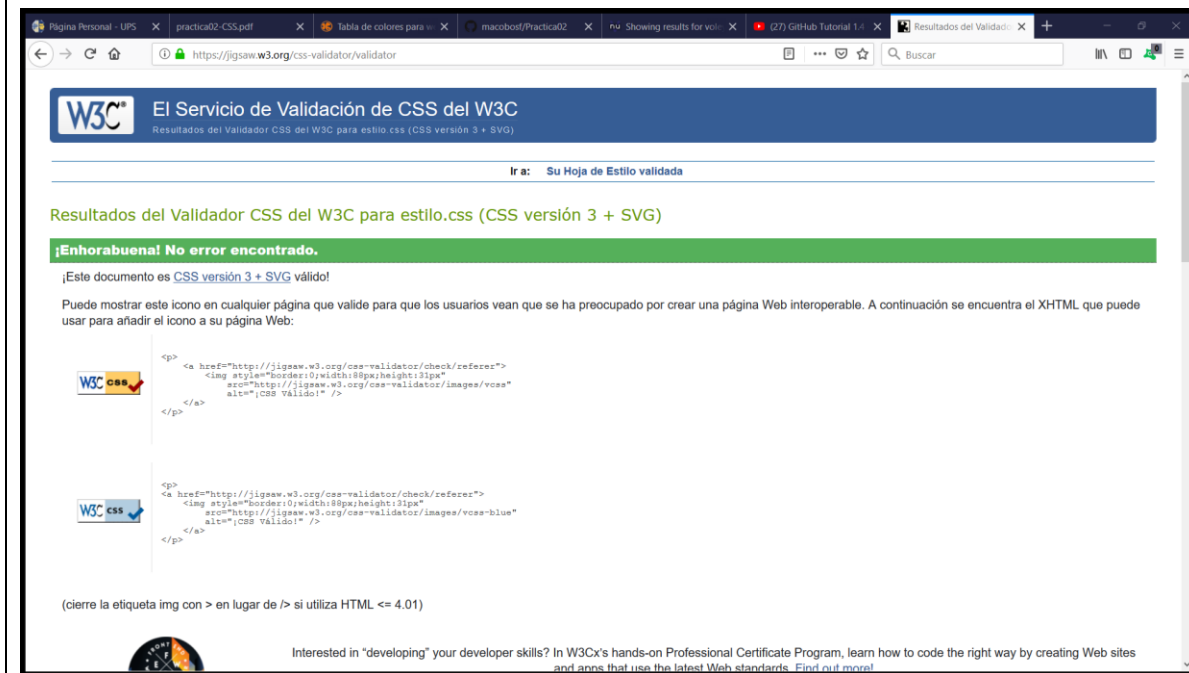 Página Personal - UPS
practica02-CSS.pdf
Tabla de colores para w
macobosf/Practica02
Showing results for vole
(27) GitHub Tutorial 1.4
Resultados del Validado
https://jigsaw.w3.org/css-validator/validator
Buscar
W3C
El Servicio de Validación de CSS del W3C
Resultados del Validador CSS del W3C para estilo.css (CSS versión 3 + SVG)
Ir a: Su Hoja de Estilo validada
Resultados del Validador CSS del W3C para estilo.css (CSS versión 3 + SVG)
¡Enhorabuena! No error encontrado.
¡Este documento es CSS versión 3 + SVG válido!
Puede mostrar este icono en cualquier página que valide para que los usuarios vean que se ha preocupado por crear una página Web interoperable. A continuación se encuentra el XHTML que puede
usar para añadir el icono a su página Web:
W3C css
<p>
<a href="http://jigsaw.w3.org/css-validator/check/referer">
<img style="border:0;width:88px;height:31px"
src="http://jigsaw.w3.org/css-validator/images/vcss"
alt="¡CSS Válido!" />
</a>
</p>
W3C css
<p>
<a href="http://jigsaw.w3.org/css-validator/check/referer">
<img style="border:0;width:88px;height:31px"
src="http://jigsaw.w3.org/css-validator/images/vcss-blue"
alt="¡CSS Válido!" />
</a>
</p>
(cierre la etiqueta img con > en lugar de /> si utiliza HTML <= 4.01)
Interested in “developing” your developer skills? In W3Cx’s hands-on Professional Certificate Program, learn how to code the right way by creating Web sites
and apps that use the latest Web standards. Find out more!